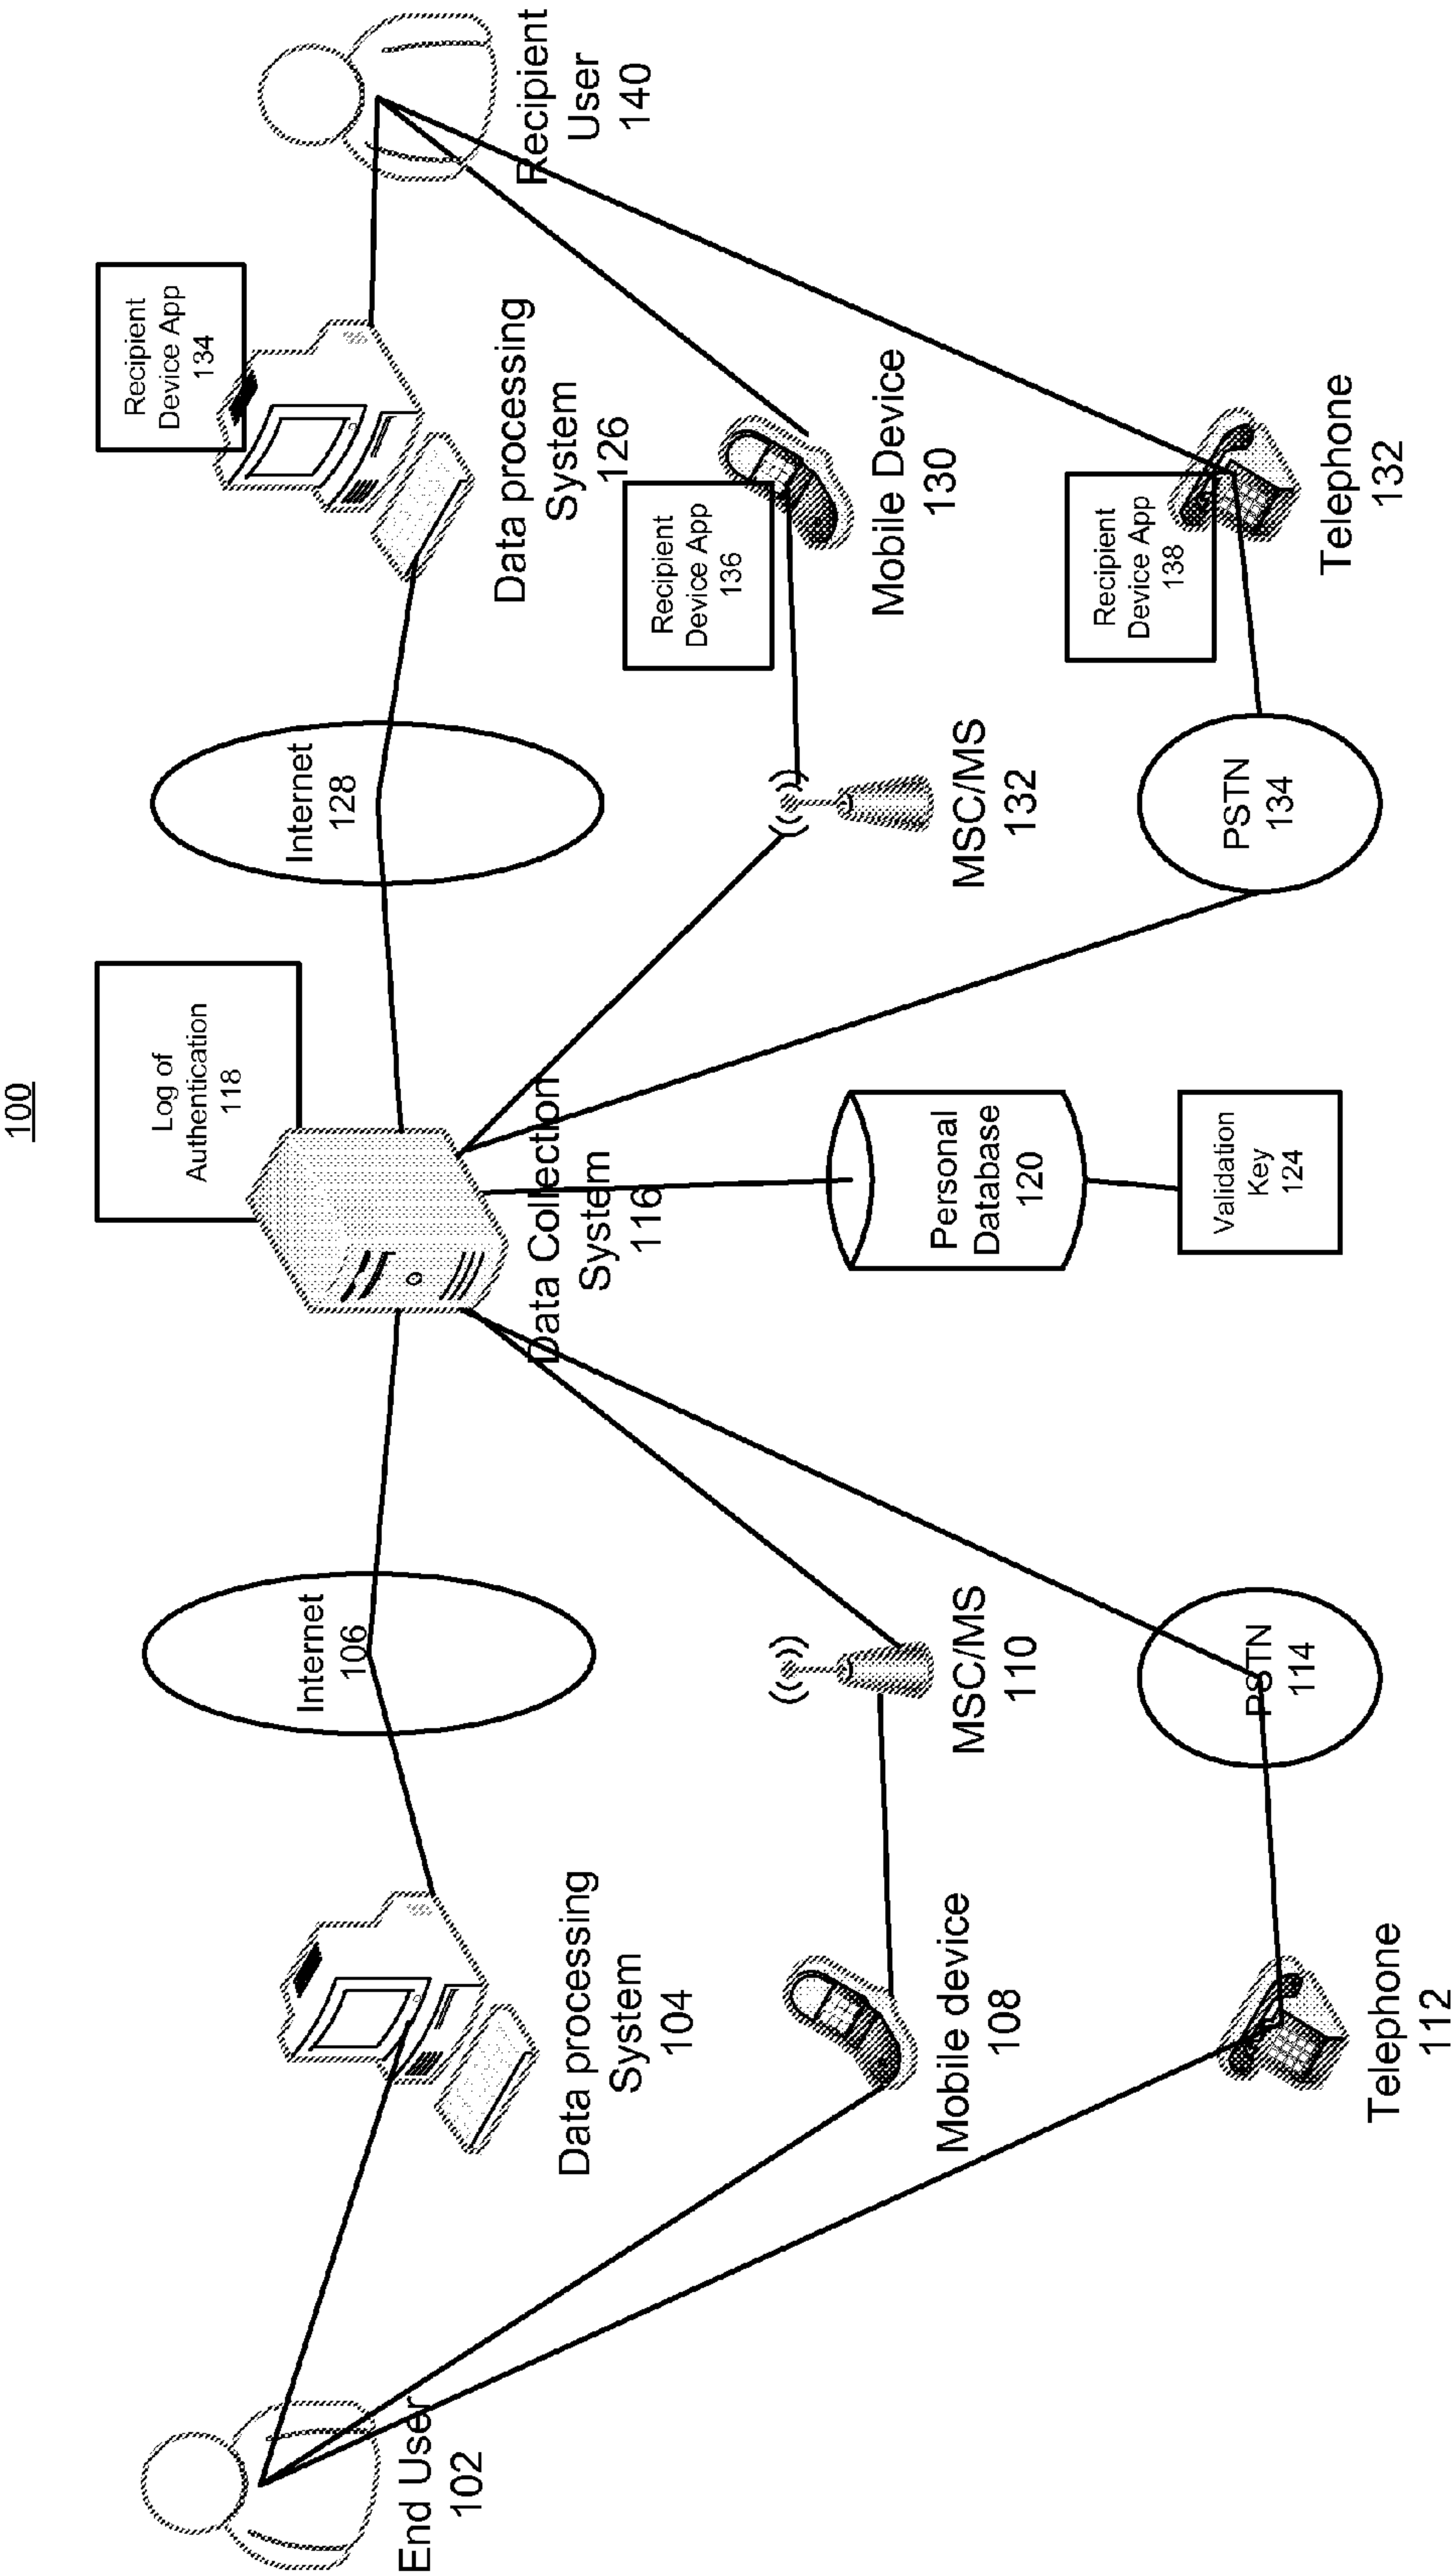 100
End User
102
Data processing
System
104
Mobile device
108
Telephone
112
Internet
106
MSC/MS
110
PSTN
114
Log of
Authentication
118
Data Collection
System
116
Personal
Database
120
Validation
Key
124
Internet
128
MSC/MS
132
PSTN
134
Recipient
Device App
134
Data processing
System
126
Recipient
Device App
136
Mobile Device
130
Recipient
Device App
138
Telephone
132
Recipient
User
140